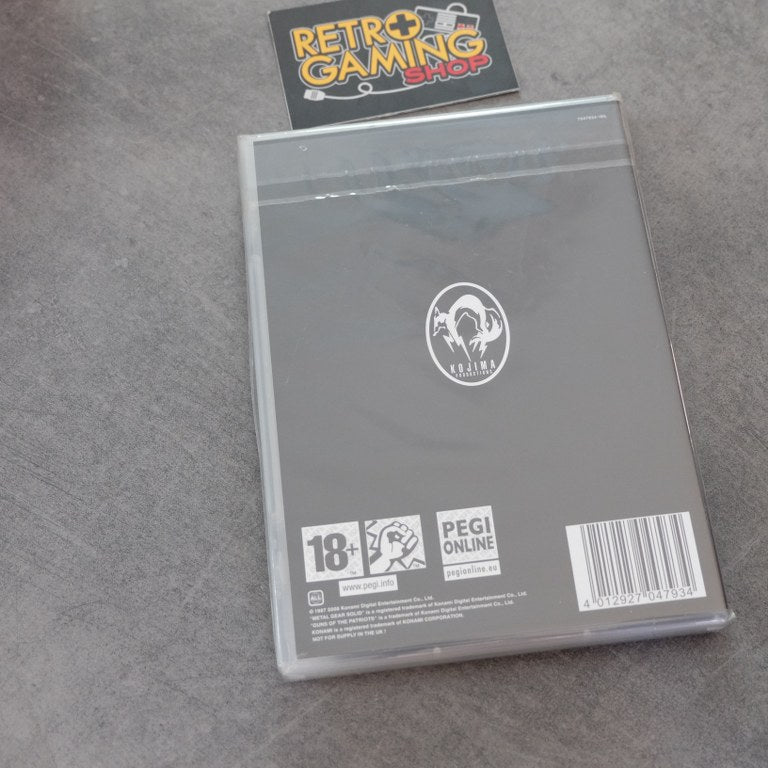 RETRO
GAMING
SHOP
KOJIMA
PRODUCTIONS
18+
TM
TM
PEGI
ONLINE
www.pegi.info
pegionline.eu
ALL
© 1987 2008 Konami Digital Entertainment Co., Ltd.
"METAL GEAR SOLID" is a registered trademark of Konami Digital Entertainment Co., Ltd.
"GUNS OF THE PATRIOTS" is a trademark of Konami Digital Entertainment Co., Ltd.
KONAMI is a registered trademark of KONAMI CORPORATION.
NOT FOR SUPPLY IN THE UK !
4 012927 047934